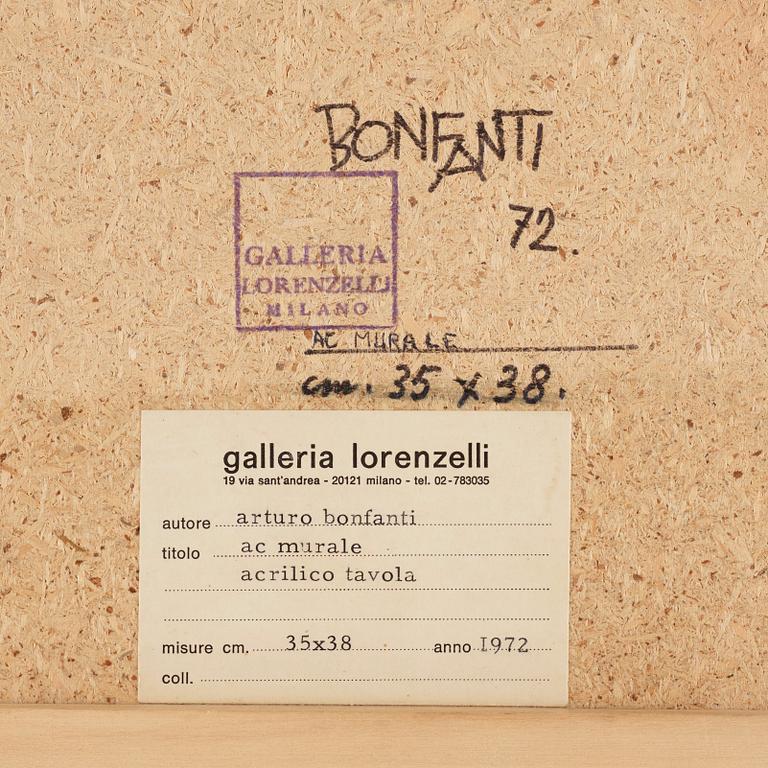 BONFANTI
72.
GALLERIA
LORENZELLI
MILANO
AC MURALE
cm. 35 x 38.
galleria lorenzelli
19 via sant'andrea - 20121 milano - tel. 02-783035
autore arturo bonfanti
titolo ac murale
acrilico tavola
misure cm. 35x38 anno I972
coll.